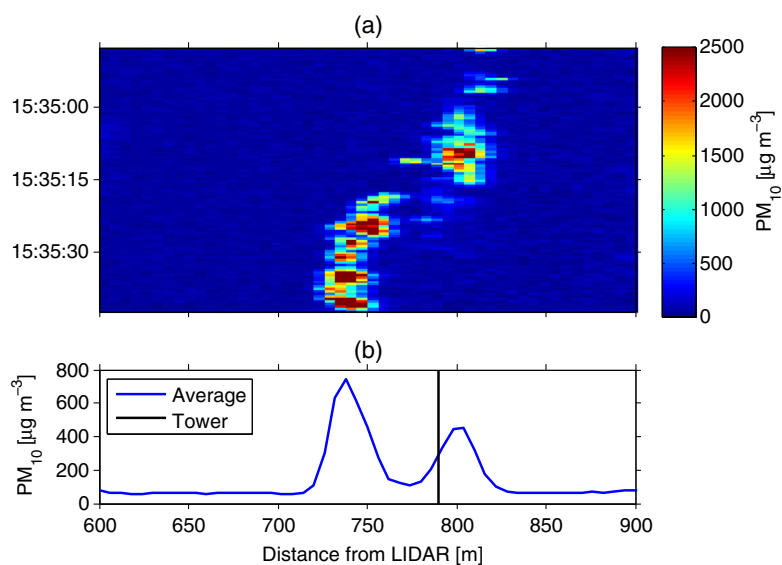 (a)
15:35:00
15:35:15
15:35:30
2500
2000
1500
1000
500
0
PM10 [μg m−3]
(b)
800
600
400
200
0
PM10 [μg m−3]
Average
Tower
600 650 700 750 800 850 900
Distance from LIDAR [m]